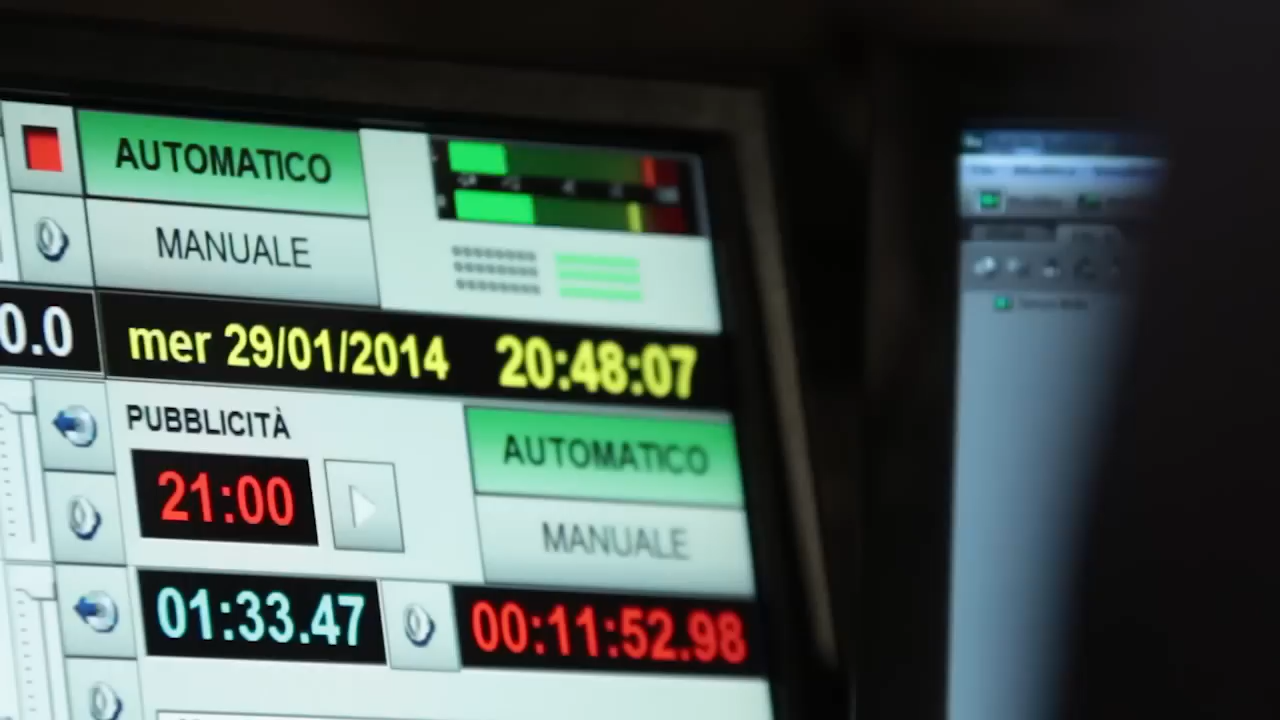 AUTOMATICO
MANUALE
0.0
mer 29/01/2014 20:48:07
PUBBLICITÀ
AUTOMATICO
21:00
MANUALE
01:33.47
00:11:52.98